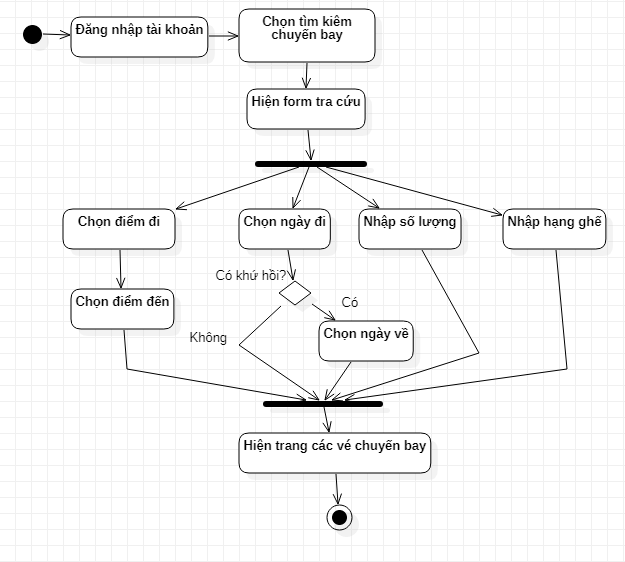 Đăng nhập tài khoản
Chọn tìm kiêm
chuyến bay
Hiện form tra cứu
Chọn điểm đi
Chọn ngày đi
Nhập số lượng
Nhập hạng ghế
Có khứ hồi?
Chọn điểm đến
Có
Không
Chọn ngày về
Hiện trang các vé chuyến bay